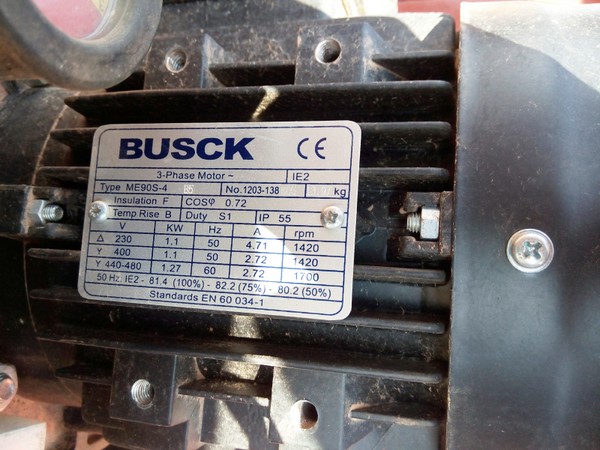 BUSCK CE
3-Phase Motor ~ IE2
Type ME90S-4 B5 No.1203-138 kg
Insulation F COSφ 0.72
Temp Rise B Duty S1 IP 55
V KW Hz A rpm
Δ 230 1.1 50 4.71 1420
Y 400 1.1 50 2.72 1420
Y 440-480 1.27 60 2.72 1700
50 Hz: IE2 - 81.4 (100%) - 82.2 (75%) - 80.2 (50%)
Standards EN 60 034-1